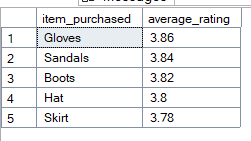 item_purchased average_rating
1 Gloves 3.86
2 Sandals 3.84
3 Boots 3.82
4 Hat 3.8
5 Skirt 3.78